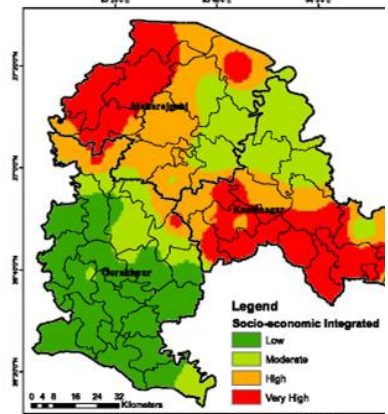 Maharajganj
Kushinagar
Gorakhpur
Legend
Socio-economic Integrated
Low
Moderate
High
Very High
0 4 8 16 24 32
Kilometers